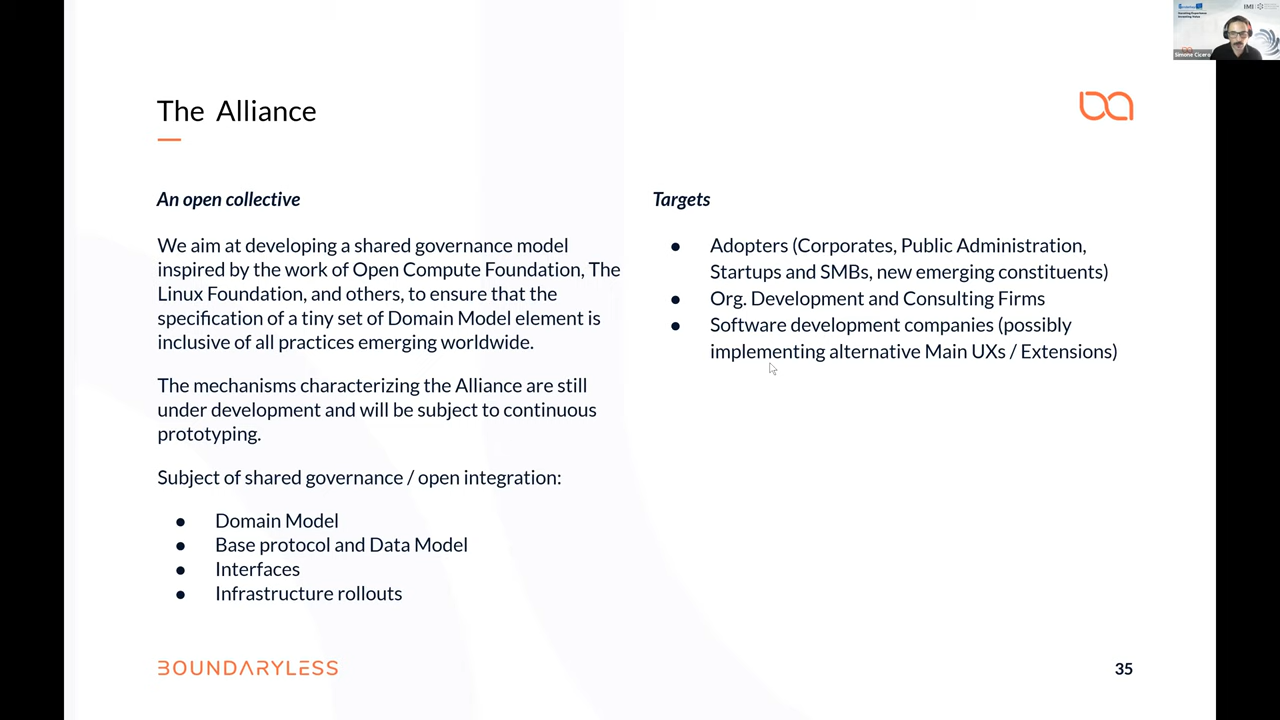 The Alliance
An open collective
We aim at developing a shared governance model
inspired by the work of Open Compute Foundation, The
Linux Foundation, and others, to ensure that the
specification of a tiny set of Domain Model element is
inclusive of all practices emerging worldwide.
The mechanisms characterizing the Alliance are still
under development and will be subject to continuous
prototyping.
Subject of shared governance / open integration:
● Domain Model
● Base protocol and Data Model
● Interfaces
● Infrastructure rollouts
Targets
● Adopters (Corporates, Public Administration,
Startups and SMBs, new emerging constituents)
● Org. Development and Consulting Firms
● Software development companies (possibly
implementing alternative Main UXs / Extensions)
BOUNDARYLESS
35
IMI
Simone Cicero